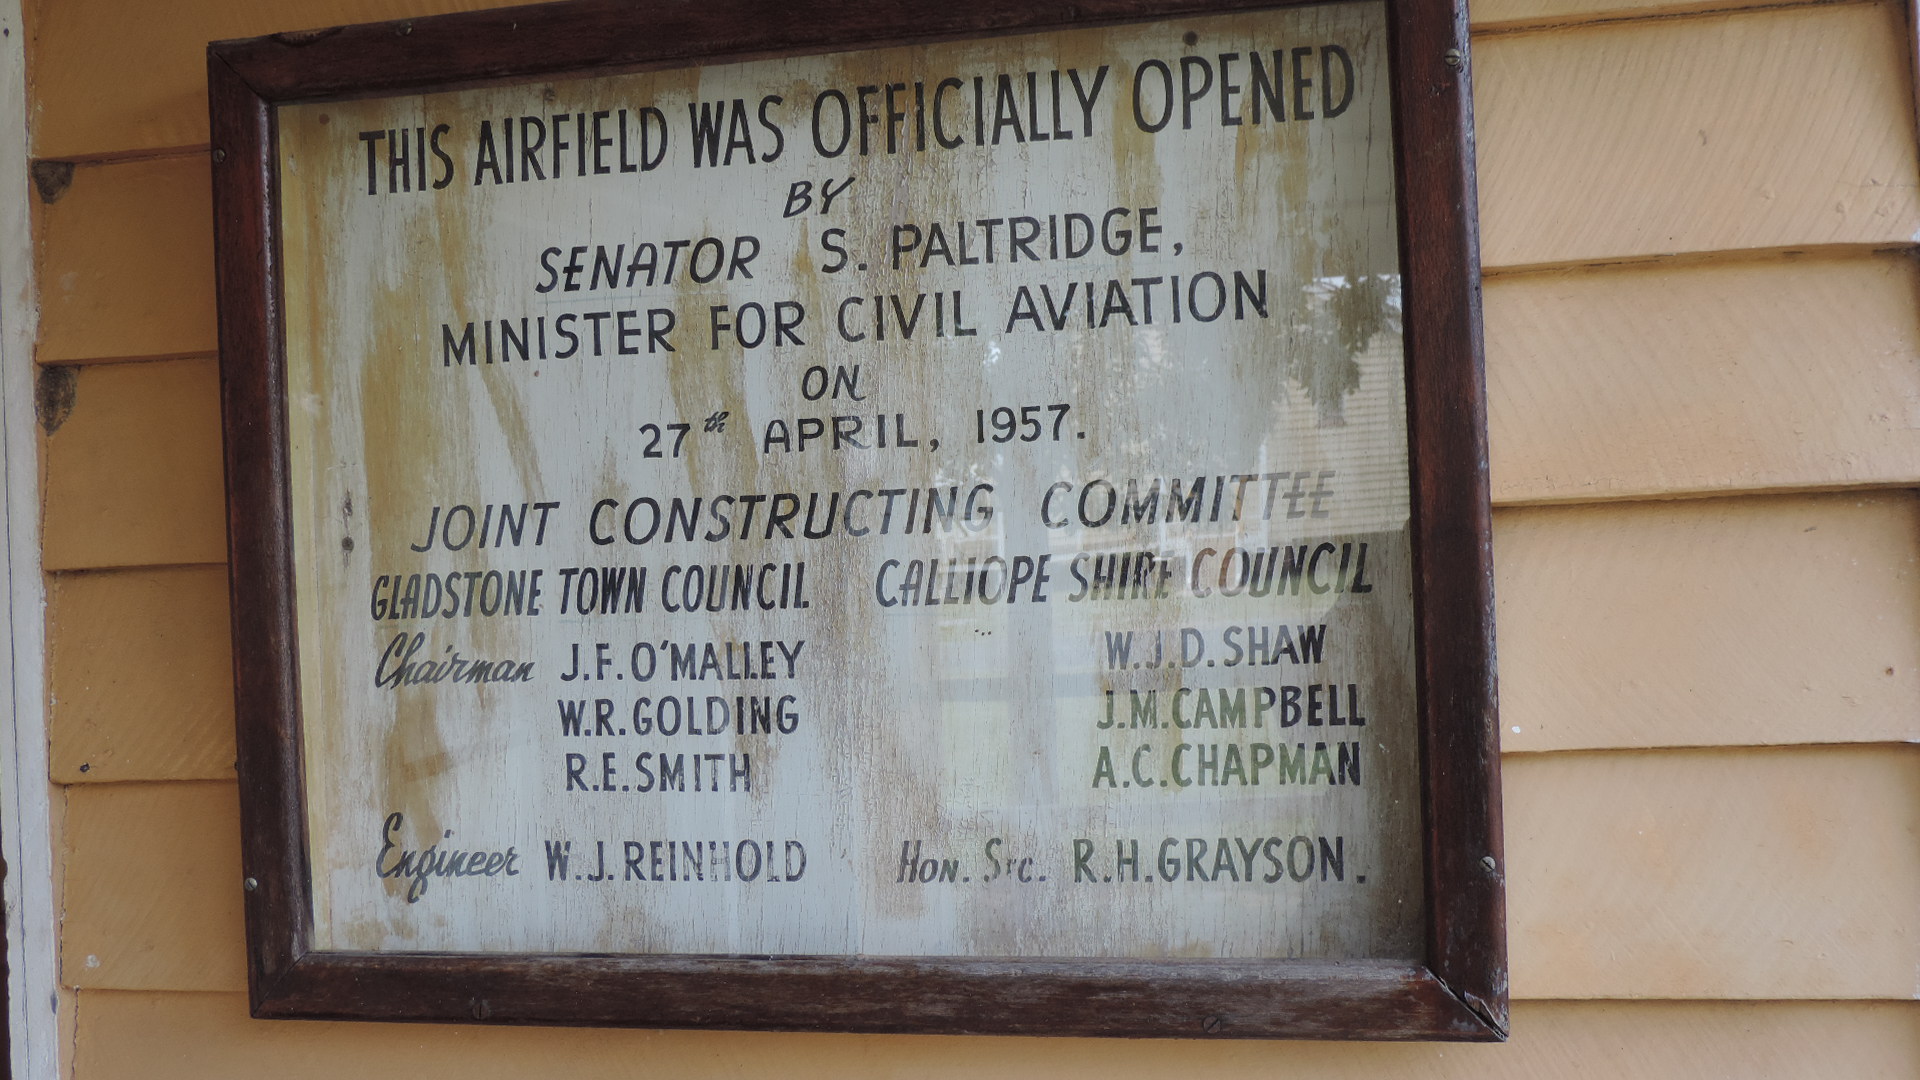 THIS AIRFIELD WAS OFFICIALLY OPENED
BY
SENATOR S. PALTRIDGE,
MINISTER FOR CIVIL AVIATION
ON
27th APRIL, 1957.
JOINT CONSTRUCTING COMMITTEE
GLADSTONE TOWN COUNCIL CALLIOPE SHIRE COUNCIL
Chairman J.F. O'MALLEY W.J.D. SHAW
W.R. GOLDING J.M. CAMPBELL
R.E. SMITH A.C. CHAPMAN
Engineer W.J. REINHOLD Hon. Sec. R.H. GRAYSON.